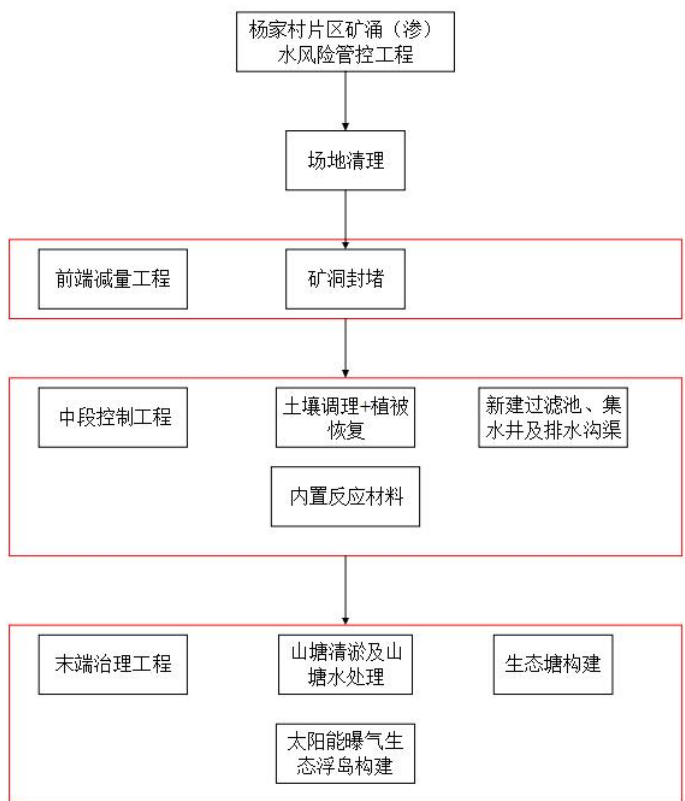 杨家村片区矿涌（渗）
水风险管控工程
场地清理
前端减量工程
矿洞封堵
中段控制工程
土壤调理+植被
恢复
新建过滤池、集
水井及排水沟渠
内置反应材料
末端治理工程
山塘清淤及山
塘水处理
生态塘构建
太阳能曝气生
态浮岛构建